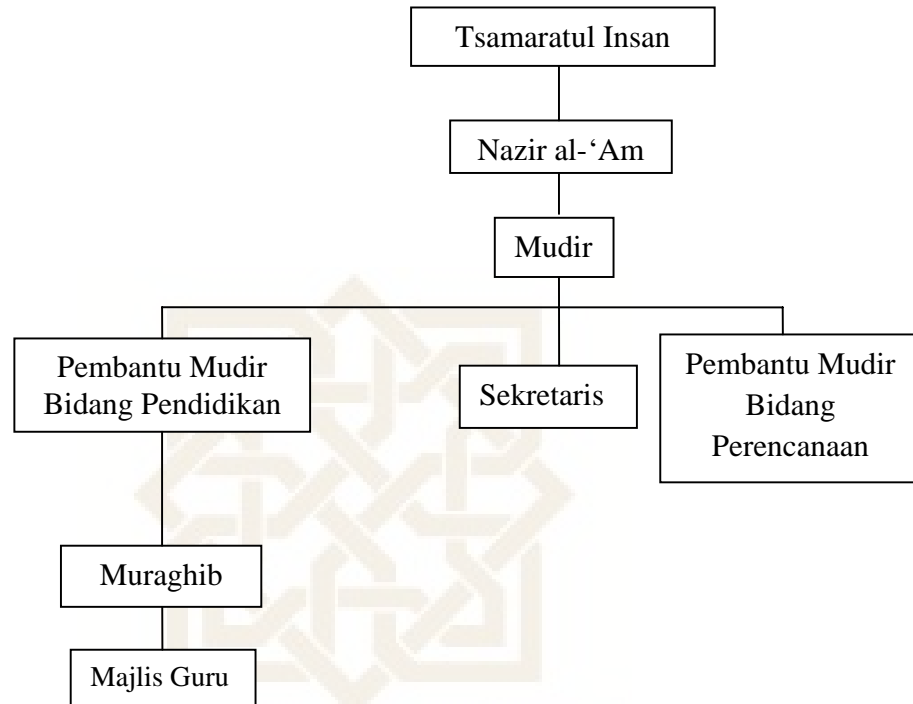 Tsamaratul Insan
Nazir al-‘Am
Mudir
Pembantu Mudir
Bidang Pendidikan
Sekretaris
Pembantu Mudir
Bidang
Perencanaan
Muraghib
Majlis Guru